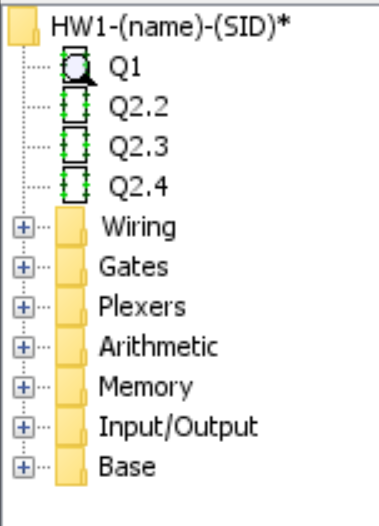 HW1-(name)-(SID)*
Q1
Q2.2
Q2.3
Q2.4
Wiring
Gates
Plexers
Arithmetic
Memory
Input/Output
Base